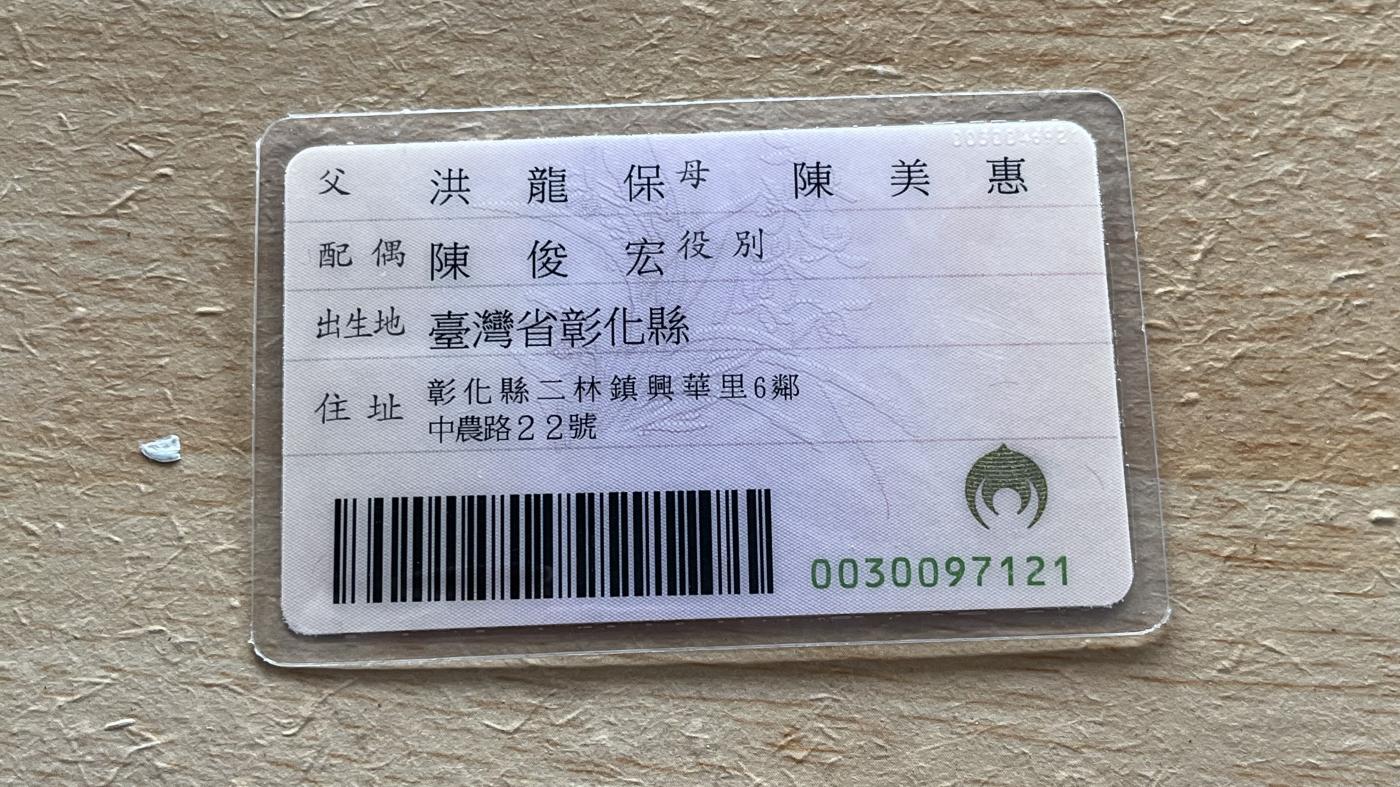 父 洪龍保 母 陳美惠
配偶 陳俊宏 役別
出生地 臺灣省彰化縣
住址 彰化縣二林鎮興華里6鄰
中農路22號
0030097121